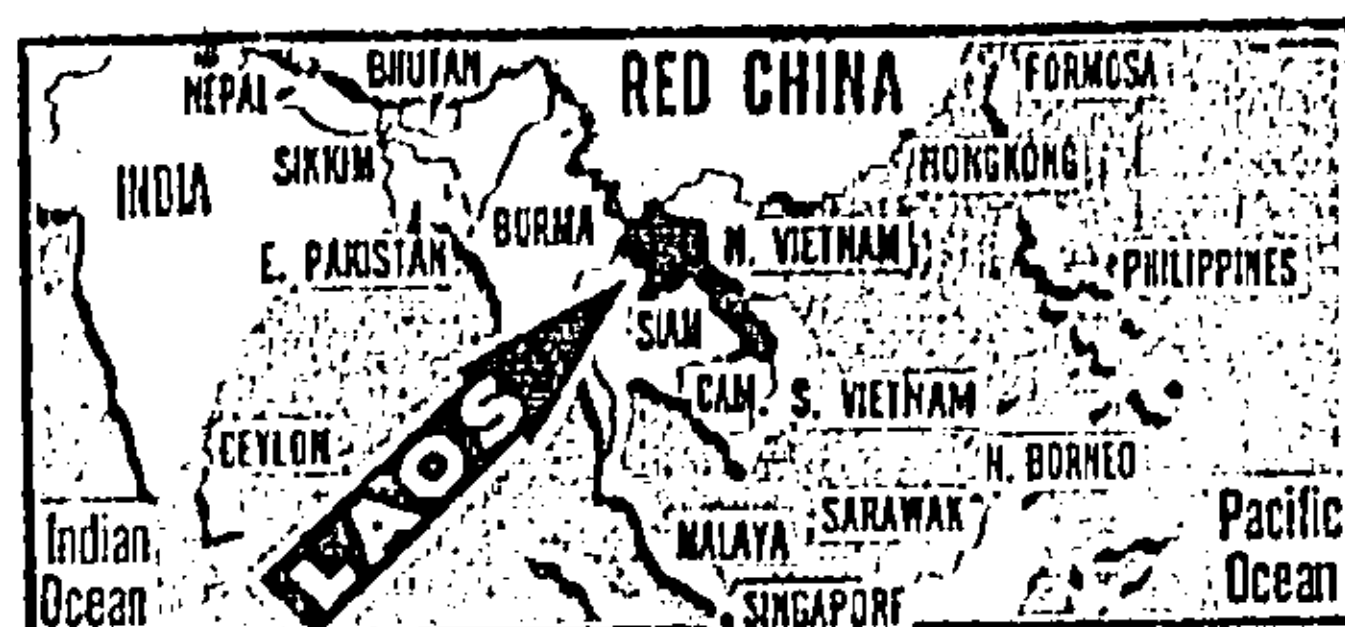 NEPAL
BHUTAN
RED CHINA
FORMOSA
INDIA
SIKKIM
HONGKONG
BURMA
N. VIETNAM
E. PAKISTAN
PHILIPPINES
SIAM
CAM.
S. VIETNAM
CEYLON
LAOS
N. BORNEO
Indian
Ocean
MALAYA
SARAWAK
Pacific
Ocean
SINGAPORE